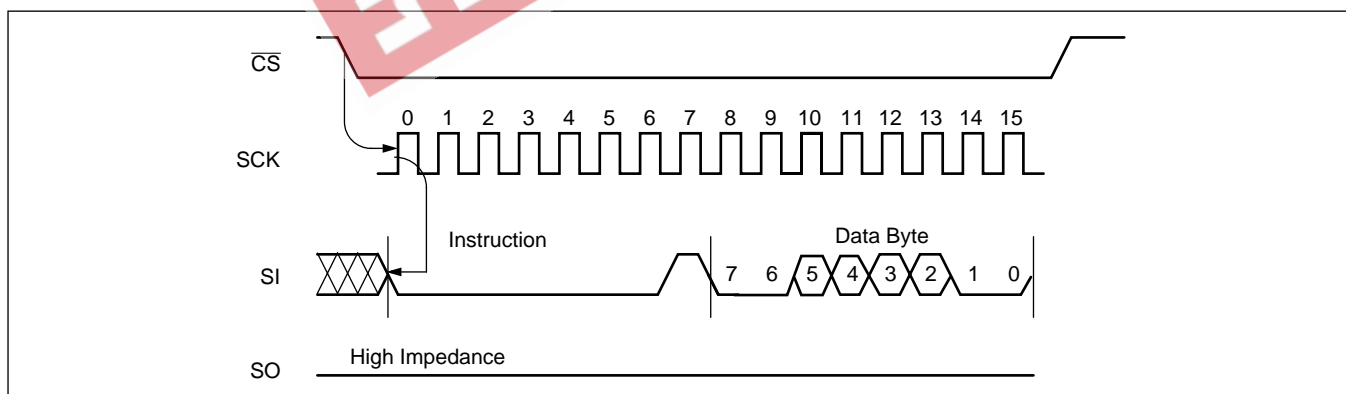 CS
0 1 2 3 4 5 6 7 8 9 10 11 12 13 14 15
SCK
Instruction
Data Byte
SI
7 6 5 4 3 2 1 0
High Impedance
SO